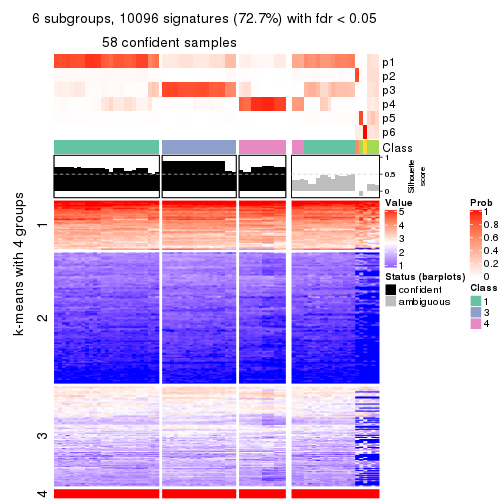 6 subgroups, 10096 signatures (72.7%) with fdr < 0.05
58 confident samples
p1
p2
p3
p4
p5
p6
Class
1
0.5
0
Silhouette
score
k-means with 4 groups
1
2
3
4
Value
5
4
3
2
1
Status (barplots)
confident
ambiguous
Prob
1
0.8
0.6
0.4
0.2
0
Class
1
3
4